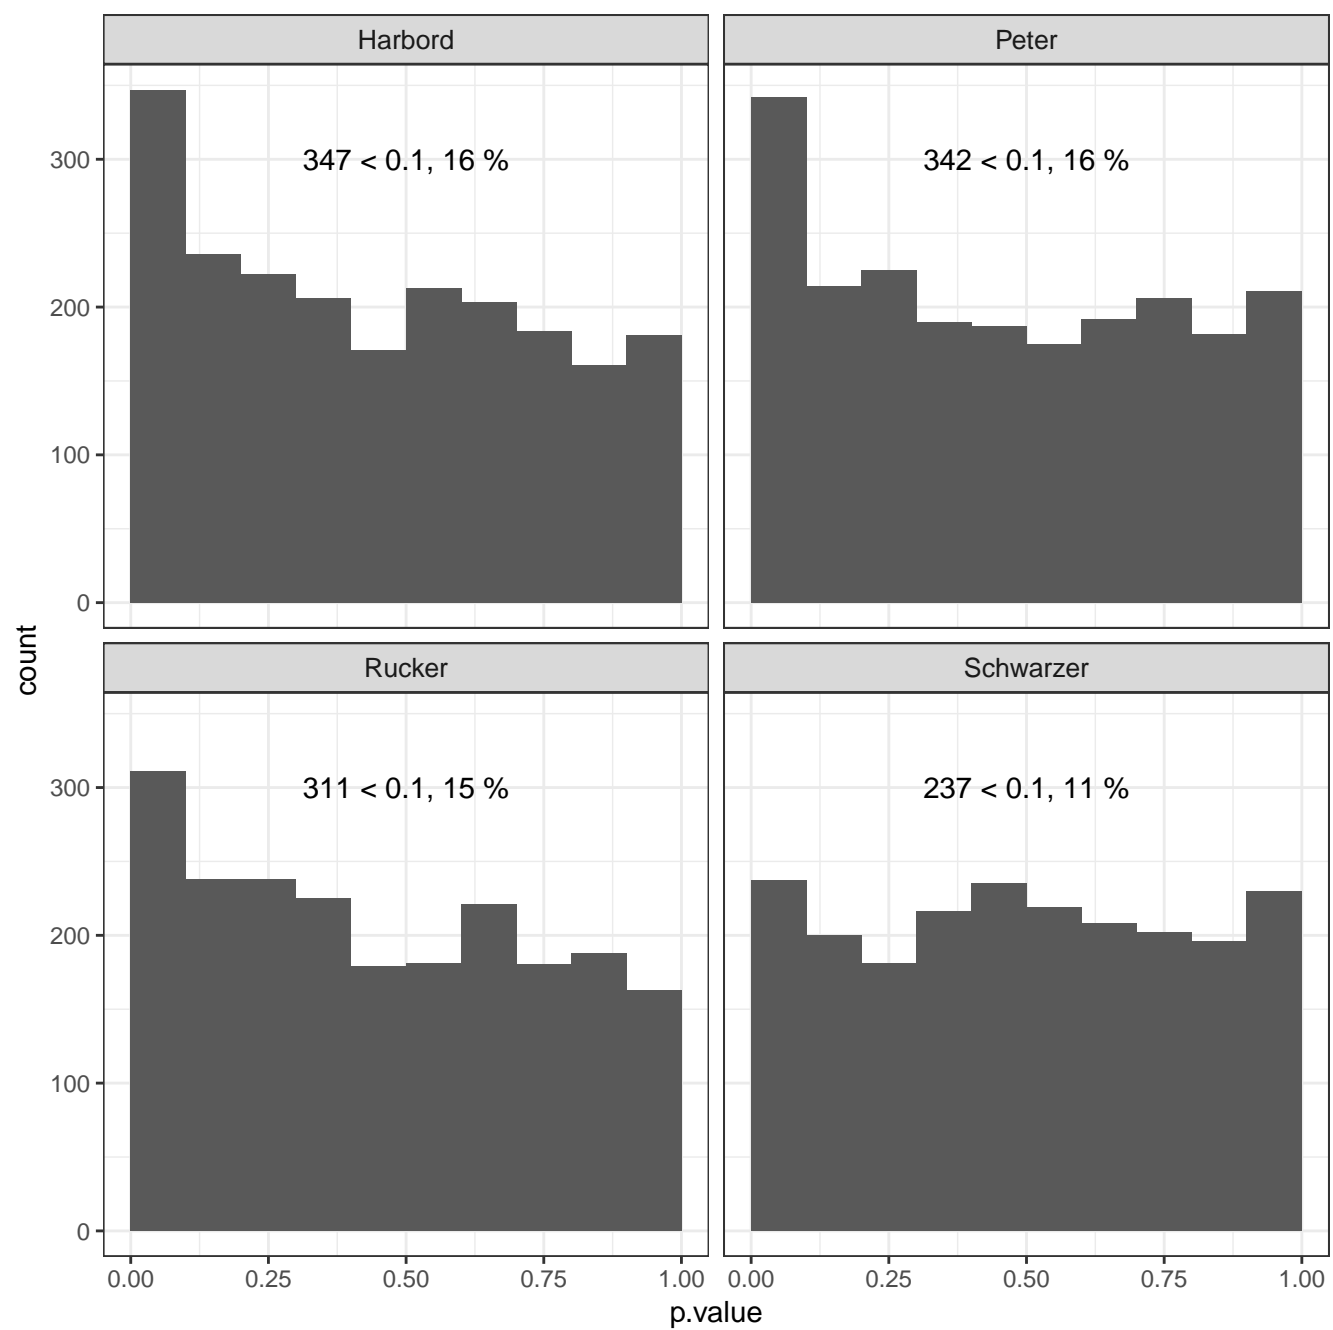 Harbord
Peter
347 < 0.1, 16 %
342 < 0.1, 16 %
300
200
100
0
count
Rucker
Schwarzer
311 < 0.1, 15 %
237 < 0.1, 11 %
300
200
100
0
0.00 0.25 0.50 0.75 1.00 0.00 0.25 0.50 0.75 1.00
p.value